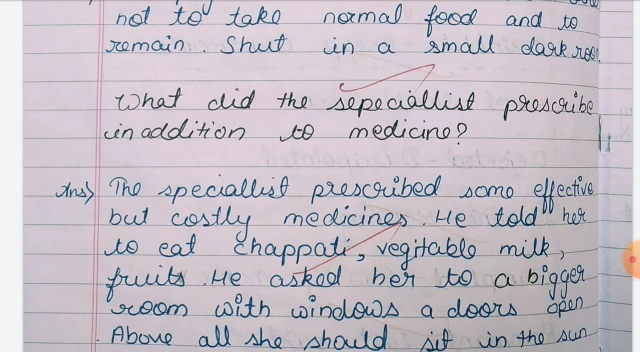 not to take normal food and to
remain. Shut in a small dark room
What did the sepeciallist prescribe
in addition to medicine?
Ans> The speciallist prescribed some effective
but costly medicines. He told her
to eat chappati, vegitable milk,
fruits. He asked her to a bigger
room with windows a doors open
Above all she should sit in the sun